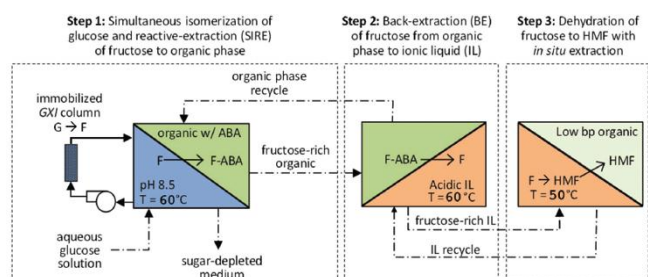 Step 1: Simultaneous isomerization of
glucose and reactive-extraction (SIRE)
of fructose to organic phase
Step 2: Back-extraction (BE)
of fructose from organic
phase to ionic liquid (IL)
Step 3: Dehydration of
fructose to HMF with
in situ extraction
immobilized
GXI column
G → F
organic phase
recycle
organic w/ ABA
F → F-ABA
pH 8.5
T = 60°C
fructose-rich
organic
aqueous
glucose
solution
sugar-depleted
medium
F-ABA → F
Acidic IL
T = 60°C
fructose-rich IL
IL recycle
Low bp organic
HMF
F → HMF
T = 50°C